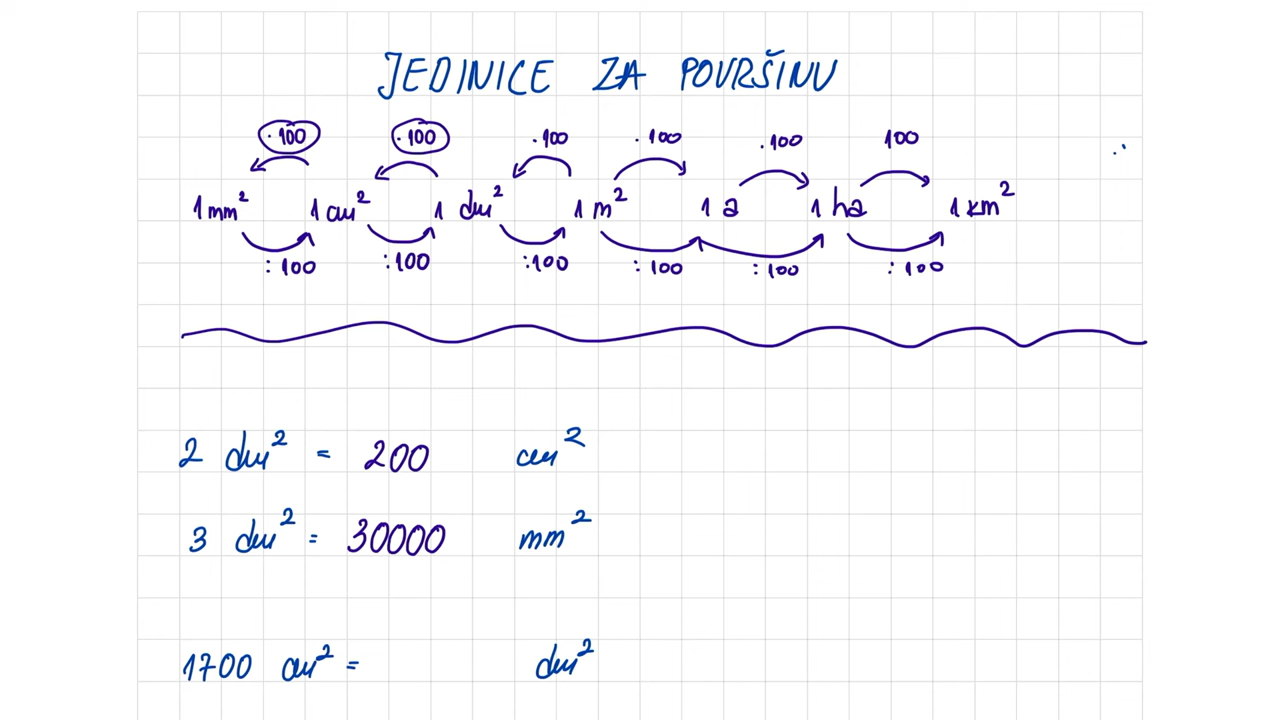 JEDINICE ZA POVRŠINU
.100 .100 .100 .100 .100 100
1 mm² 1 cm² 1 dm² 1 m² 1 a 1 ha 1 km²
:100 :100 :100 :100 :100 :100
2 dm² = 200 cm²
3 dm² = 30000 mm²
1700 cm² = dm²